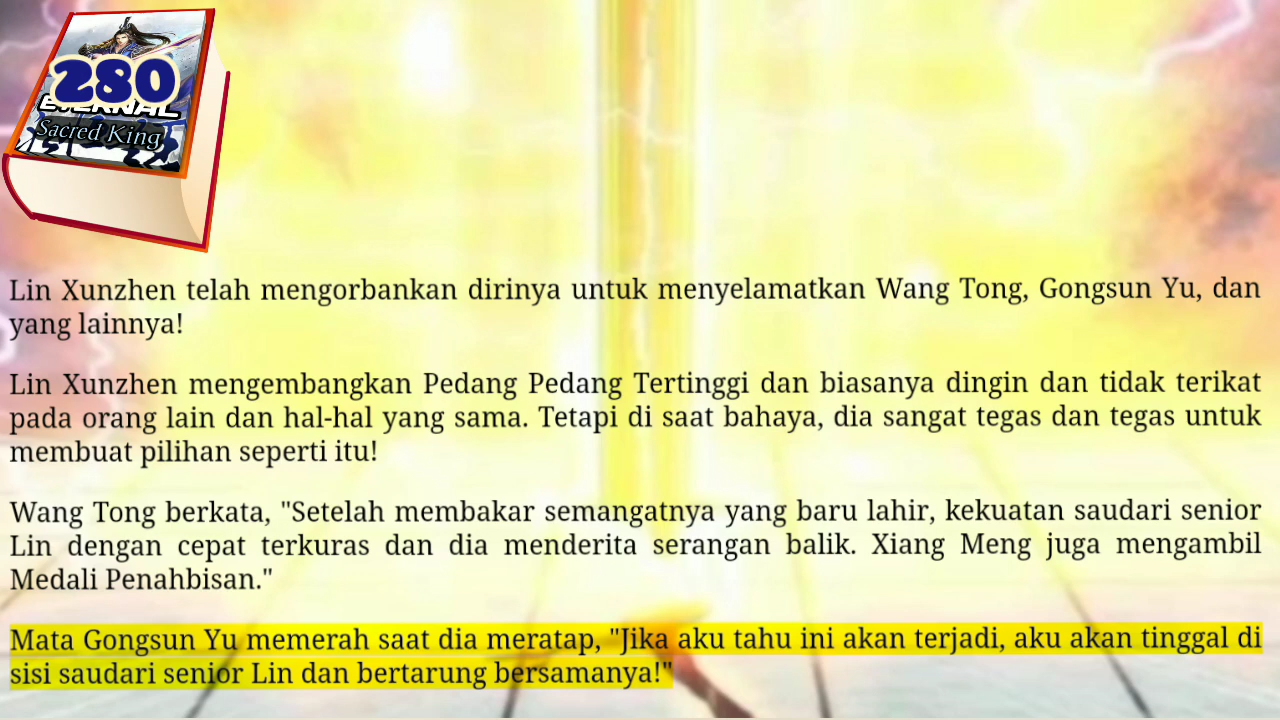 280
ETERNAL
Sacred King
Lin Xunzhen telah mengorbankan dirinya untuk menyelamatkan Wang Tong, Gongsun Yu, dan
yang lainnya!
Lin Xunzhen mengembangkan Pedang Pedang Tertinggi dan biasanya dingin dan tidak terikat
pada orang lain dan hal-hal yang sama. Tetapi di saat bahaya, dia sangat tegas dan tegas untuk
membuat pilihan seperti itu!
Wang Tong berkata, "Setelah membakar semangatnya yang baru lahir, kekuatan saudari senior
Lin dengan cepat terkuras dan dia menderita serangan balik. Xiang Meng juga mengambil
Medali Penahbisan."
Mata Gongsun Yu memerah saat dia meratap, "Jika aku tahu ini akan terjadi, aku akan tinggal di
sisi saudari senior Lin dan bertarung bersamanya!"